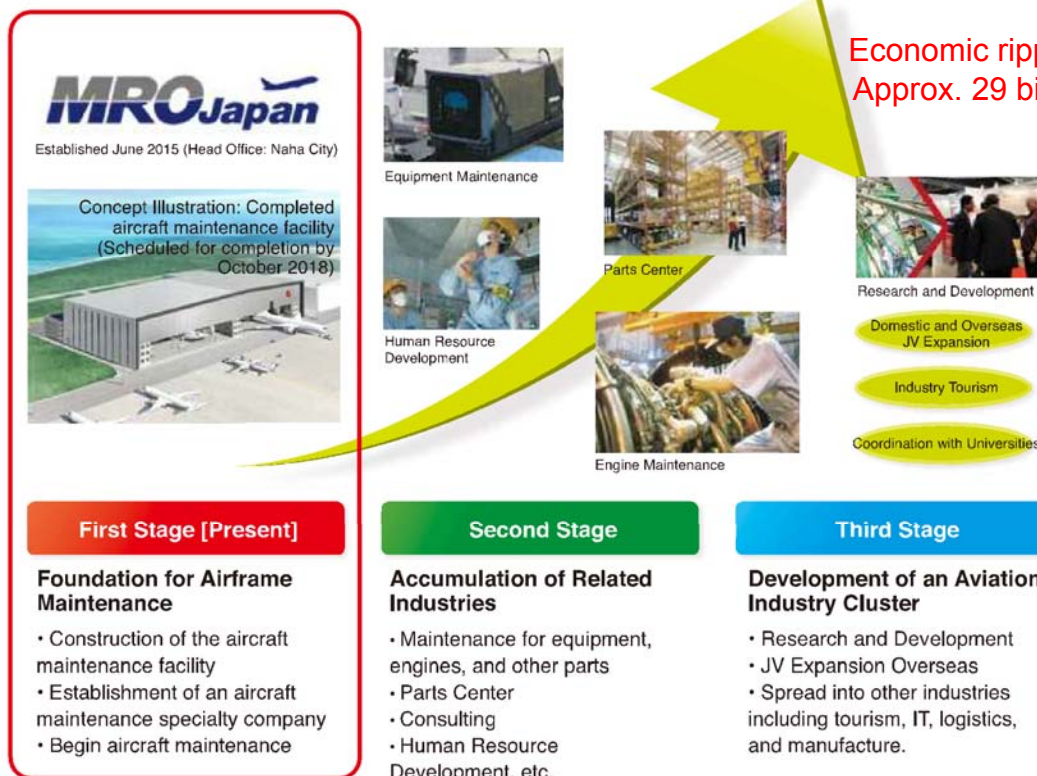 MRO Japan
Established June 2015 (Head Office: Naha City)
Concept Illustration: Completed
aircraft maintenance facility
(Scheduled for completion by
October 2018)
Equipment Maintenance
Human Resource
Development
Parts Center
Engine Maintenance
Economic ripp
Approx. 29 bi
Research and Development
Domestic and Overseas
JV Expansion
Industry Tourism
Coordination with Universities
First Stage [Present]
Foundation for Airframe
Maintenance
• Construction of the aircraft
maintenance facility
• Establishment of an aircraft
maintenance specialty company
• Begin aircraft maintenance
Second Stage
Accumulation of Related
Industries
• Maintenance for equipment,
engines, and other parts
• Parts Center
• Consulting
• Human Resource
Development, etc.
Third Stage
Development of an Aviation
Industry Cluster
• Research and Development
• JV Expansion Overseas
• Spread into other industries
including tourism, IT, logistics,
and manufacture.